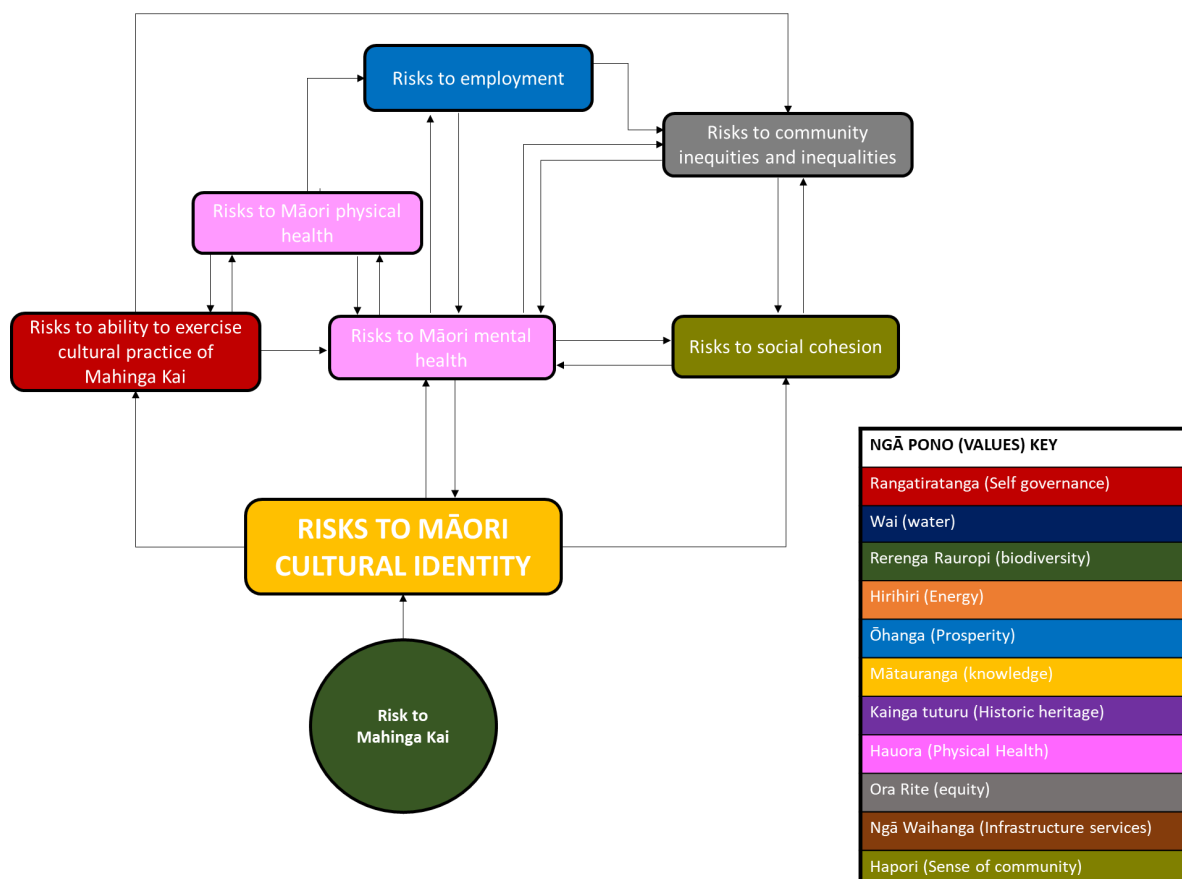 Risks to employment
Risks to community
inequities and inequalities
Risks to Māori physical
health
Risks to ability to exercise
cultural practice of
Mahinga Kai
Risks to Māori mental
health
Risks to social cohesion
RISKS TO MĀORI
CULTURAL IDENTITY
Risk to
Mahinga Kai
NGĀ PONO (VALUES) KEY
Rangatiratanga (Self governance)
Wai (water)
Rerenga Rauropi (biodiversity)
Hirihiri (Energy)
Ōhanga (Prosperity)
Mātauranga (knowledge)
Kainga tuturu (Historic heritage)
Hauora (Physical Health)
Ora Rite (equity)
Ngā Waihanga (Infrastructure services)
Hapori (Sense of community)